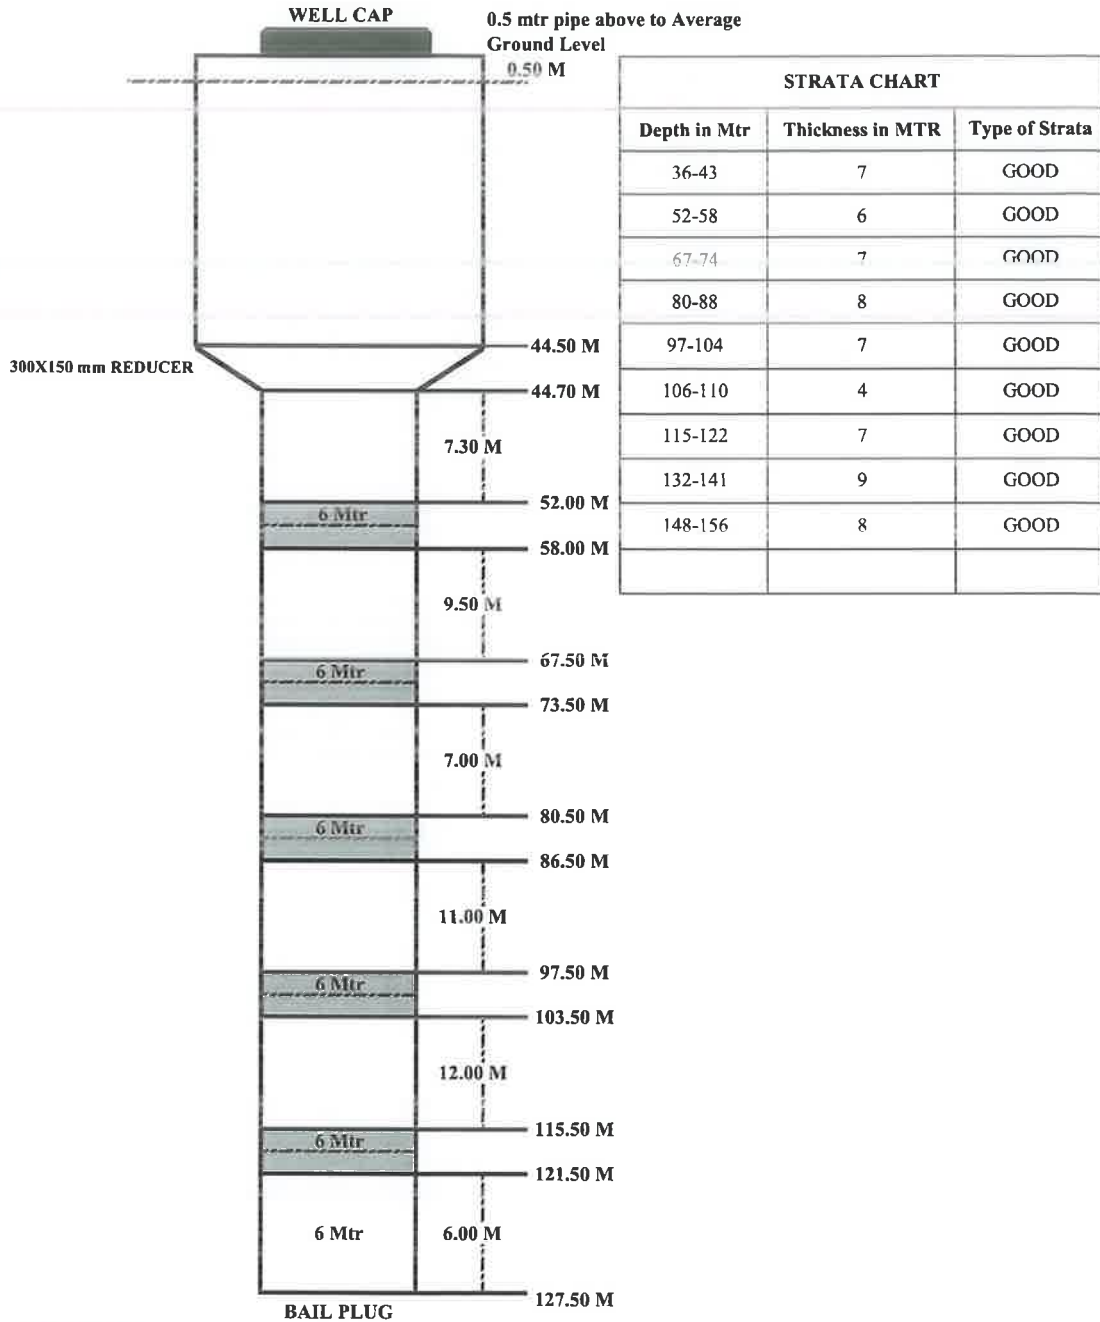 WELL CAP
0.5 mtr pipe above to Average
Ground Level
0.50 M
300X150 mm REDUCER
44.50 M
44.70 M
7.30 M
52.00 M
6 Mtr
58.00 M
9.50 M
67.50 M
6 Mtr
73.50 M
7.00 M
80.50 M
6 Mtr
86.50 M
11.00 M
97.50 M
6 Mtr
103.50 M
12.00 M
115.50 M
6 Mtr
121.50 M
6 Mtr
6.00 M
127.50 M
BAIL PLUG
STRATA CHART
Depth in Mtr Thickness in MTR Type of Strata
36-43 7 GOOD
52-58 6 GOOD
67-74 7 GOOD
80-88 8 GOOD
97-104 7 GOOD
106-110 4 GOOD
115-122 7 GOOD
132-141 9 GOOD
148-156 8 GOOD